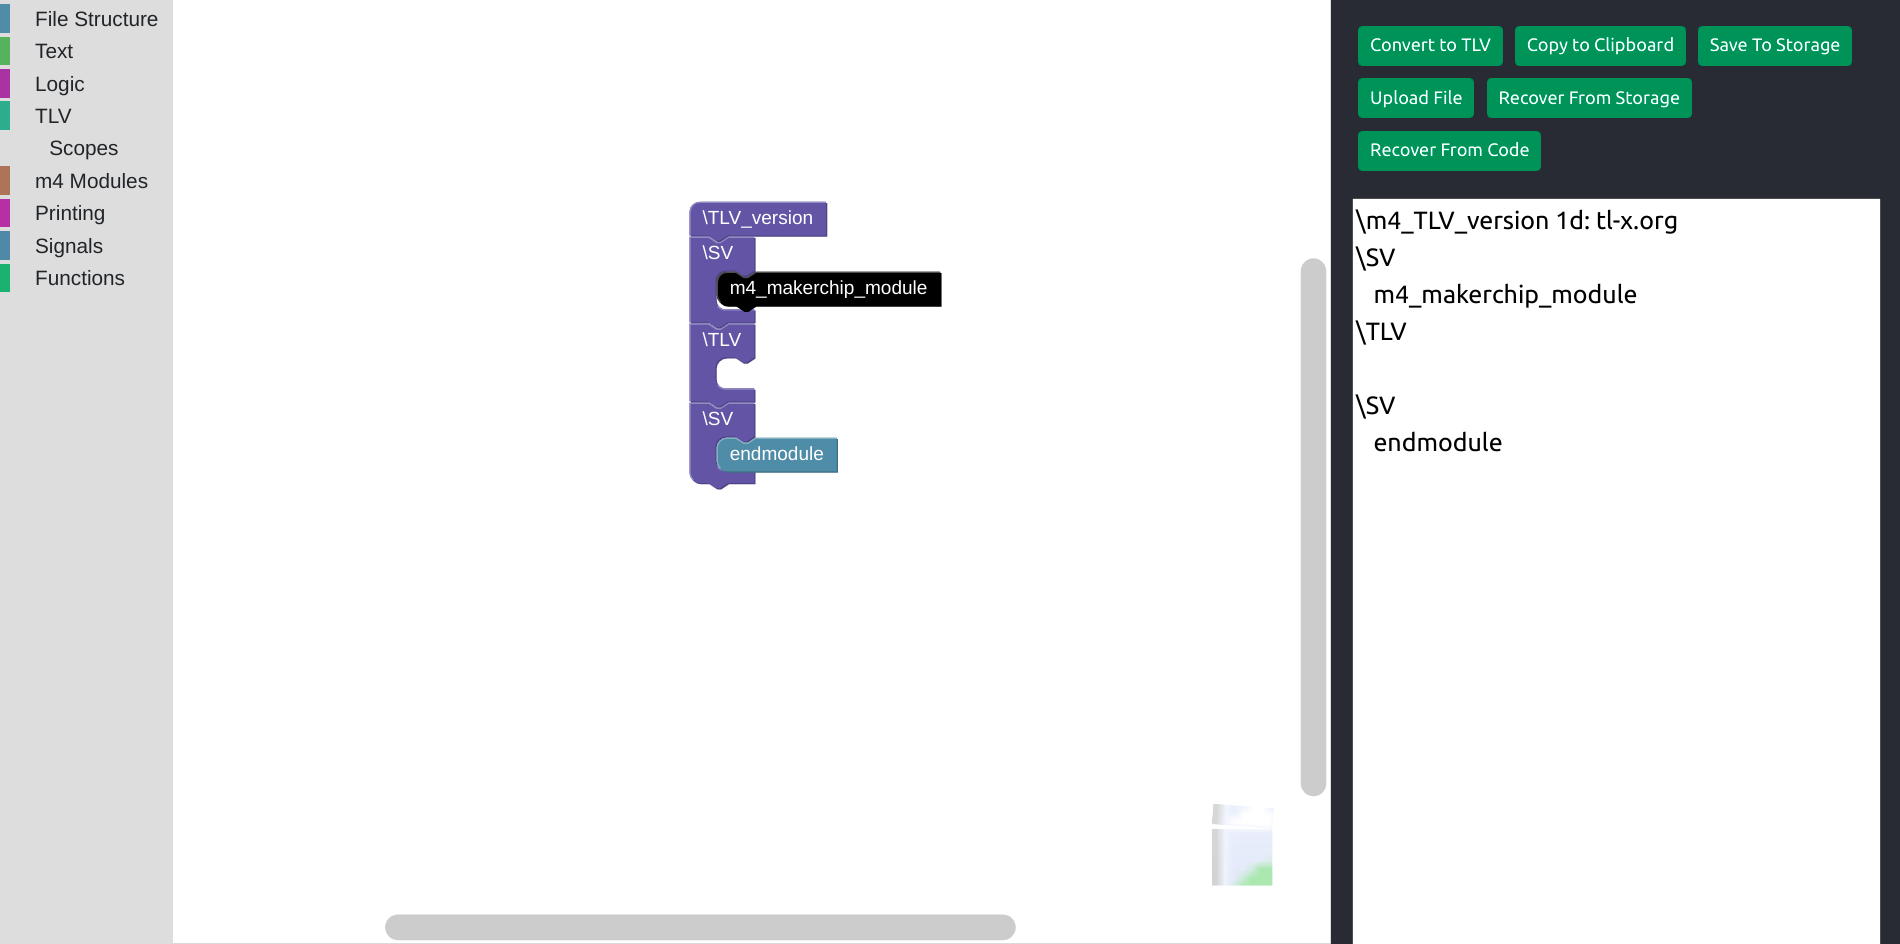 File Structure
Text
Logic
TLV
Scopes
m4 Modules
Printing
Signals
Functions
\TLV_version
\SV
m4_makerchip_module
\TLV
\SV
endmodule
Convert to TLV
Copy to Clipboard
Save To Storage
Upload File
Recover From Storage
Recover From Code
\m4_TLV_version 1d: tl-x.org
\SV
m4_makerchip_module
\TLV
\SV
endmodule